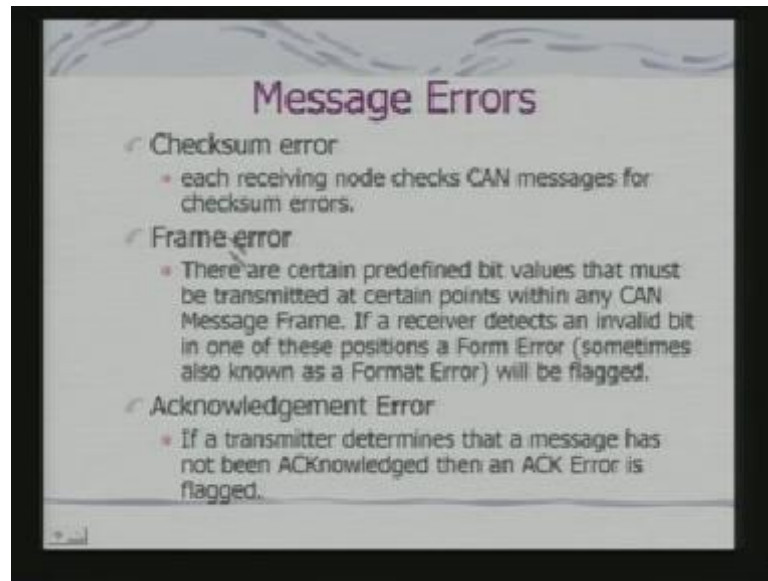 Message Errors
Checksum error
each receiving node checks CAN messages for
checksum errors.
Frame error
There are certain predefined bit values that must
be transmitted at certain points within any CAN
Message Frame. If a receiver detects an invalid bit
in one of these positions a Form Error (sometimes
also known as a Format Error) will be flagged.
Acknowledgement Error
If a transmitter determines that a message has
not been ACKnowledged then an ACK Error is
flagged.